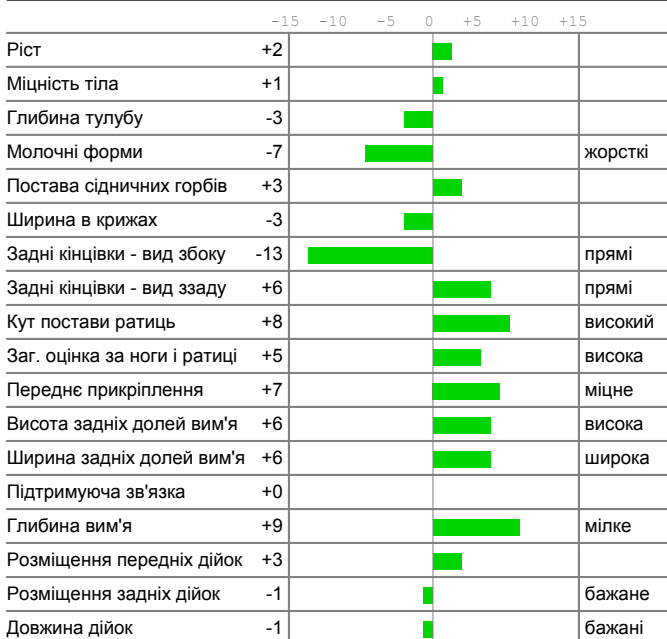 -15 -10 -5 0 +5 +10 +15
Ріст +2
Міцність тіла +1
Глибина тулубу -3
Молочні форми -7 жорсткі
Постава сідничних горбів +3
Ширина в крижах -3
Задні кінцівки - вид збоку -13 прямі
Задні кінцівки - вид ззаду +6 прямі
Кут постави ратиць +8 високий
Заг. оцінка за ноги і ратиці +5 висока
Переднє прикріплення +7 міцне
Висота задніх долей вим'я +6 висока
Ширина задніх долей вим'я +6 широка
Підтримуюча зв'язка +0
Глибина вим'я +9 мілке
Розміщення передніх дійок +3
Розміщення задніх дійок -1 бажане
Довжина дійок -1 бажані